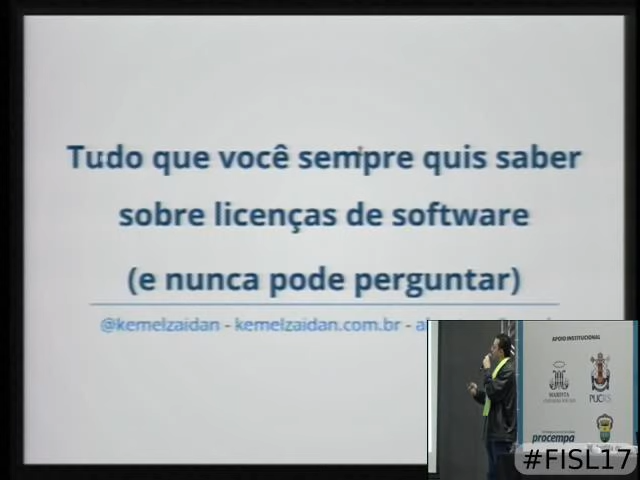 Tudo que você sempre quis saber
sobre licenças de software
(e nunca pode perguntar)
@kemelzaidan - kemelzaidan.com.br -
APOIO INSTITUCIONAL
MARISTA
PUCRS
procempa
#FISL17